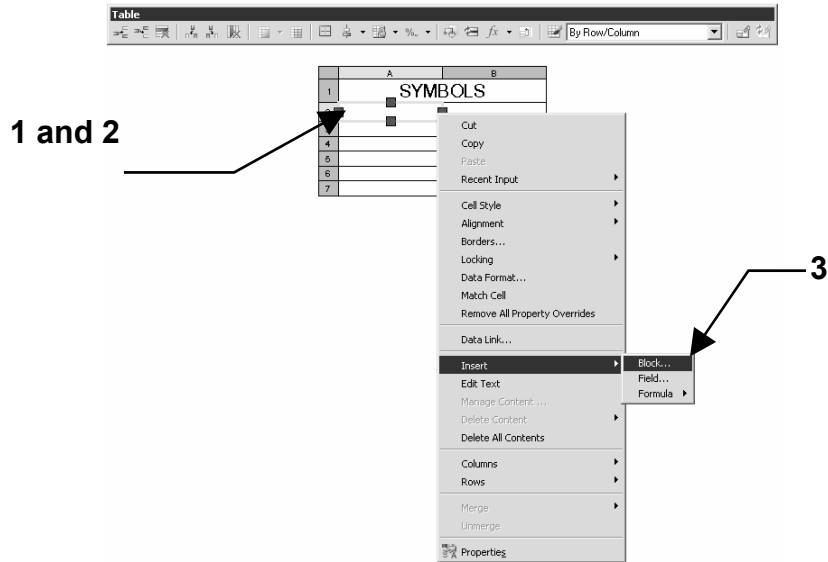 Table
By Row/Column
A B
1 SYMBOLS
1 and 2
4
5
6
7
Cut
Copy
Paste
Recent Input
Cell Style
Alignment
Borders...
Locking
Data Format...
Match Cell
Remove All Property Overrides
Data Link...
Insert
Block...
Field...
Formula
3
Edit Text
Manage Content ...
Delete Content
Delete All Contents
Columns
Rows
Merge
Unmerge
Properties